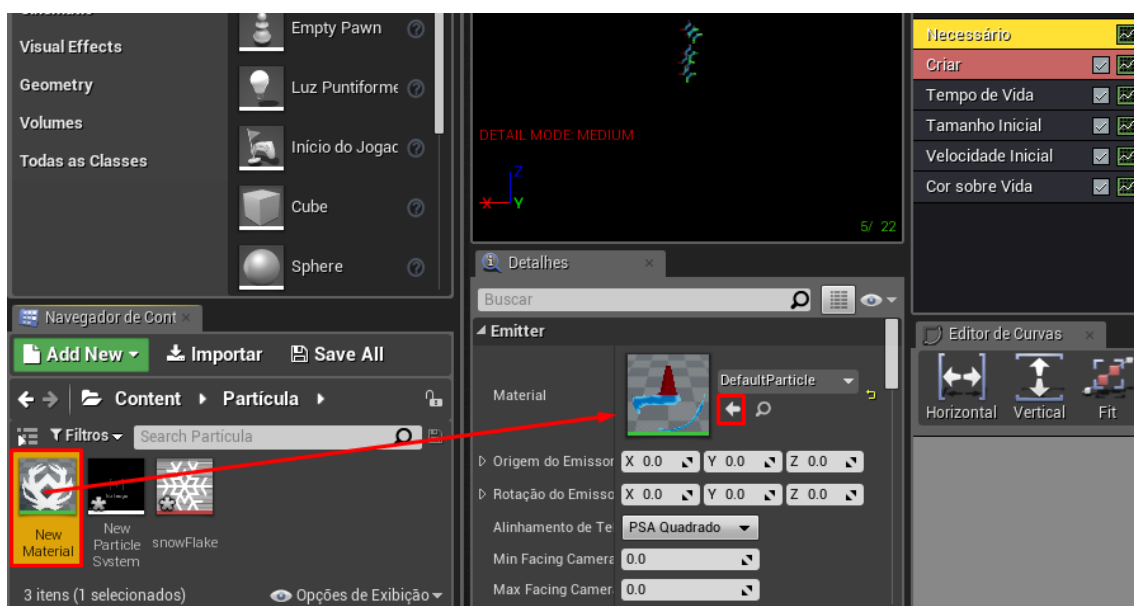 Visual Effects
Geometry
Volumes
Todas as Classes
Empty Pawn
Luz Puntiforme
Início do Jogac
Cube
Sphere
DETAIL MODE: MEDIUM
Z
X
Y
5/ 22
Necessário
Criar
Tempo de Vida
Tamanho Inicial
Velocidade Inicial
Cor sobre Vida
Navegador de Cont
Add New
Importar
Save All
Content
Partícula
Filtros
Search Partícula
New Material
New Particle System
snowFlake
3 itens (1 selecionados)
Opções de Exibição
Detalhes
Buscar
Emitter
Material
DefaultParticle
Origem do Emissor X 0.0 Y 0.0 Z 0.0
Rotação do Emisso X 0.0 Y 0.0 Z 0.0
Alinhamento de Te PSA Quadrado
Min Facing Camera 0.0
Max Facing Camer 0.0
Editor de Curvas
Horizontal
Vertical
Fit